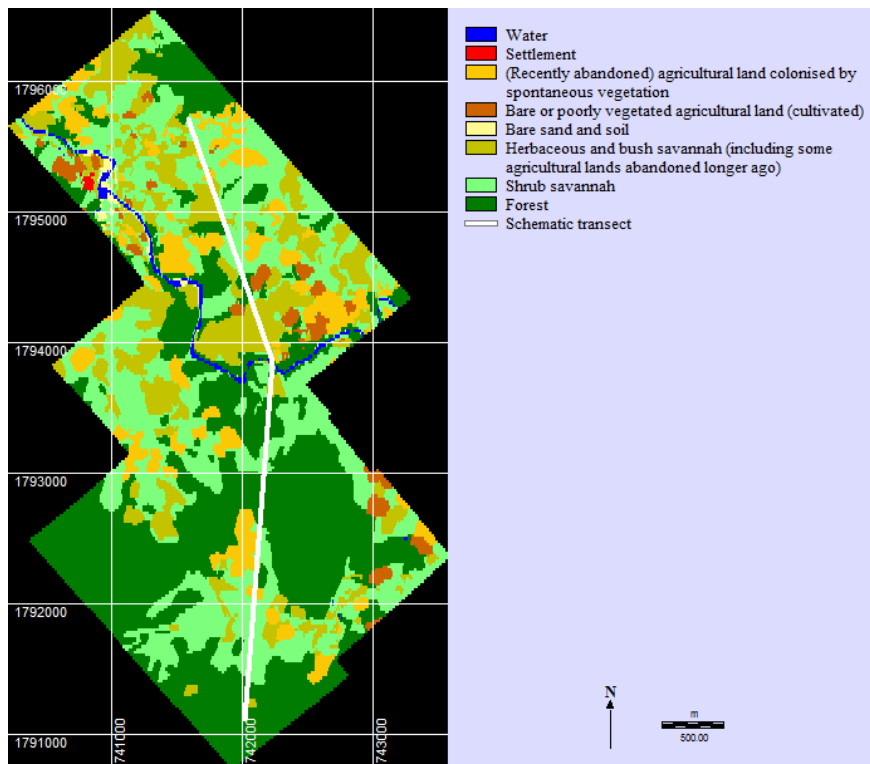 1796000
1795000
1794000
1793000
1792000
1791000
741000
742000
743000
Water
Settlement
(Recently abandoned) agricultural land colonised by
spontaneous vegetation
Bare or poorly vegetated agricultural land (cultivated)
Bare sand and soil
Herbaceous and bush savannah (including some
agricultural lands abandoned longer ago)
Shrub savannah
Forest
Schematic transect
N
m
500.00